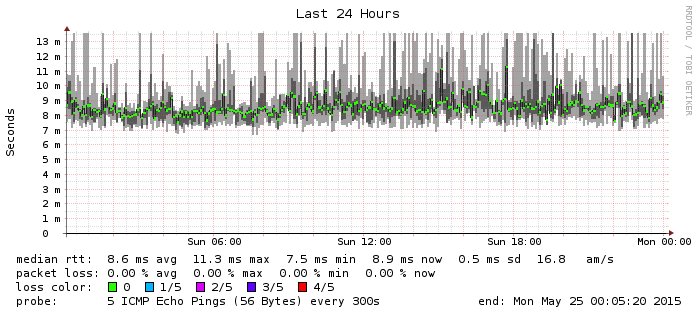 Last 24 Hours
RRDTOOL / TOBI OETIKER
Seconds
13 m
12 m
11 m
10 m
9 m
8 m
7 m
6 m
5 m
4 m
3 m
2 m
1 m
0
Sun 06:00 Sun 12:00 Sun 18:00 Mon 00:00
median rtt: 8.6 ms avg 11.3 ms max 7.5 ms min 8.9 ms now 0.5 ms sd 16.8 am/s
packet loss: 0.00 % avg 0.00 % max 0.00 % min 0.00 % now
loss color: 0 1/5 2/5 3/5 4/5
probe: 5 ICMP Echo Pings (56 Bytes) every 300s end: Mon May 25 00:05:20 2015